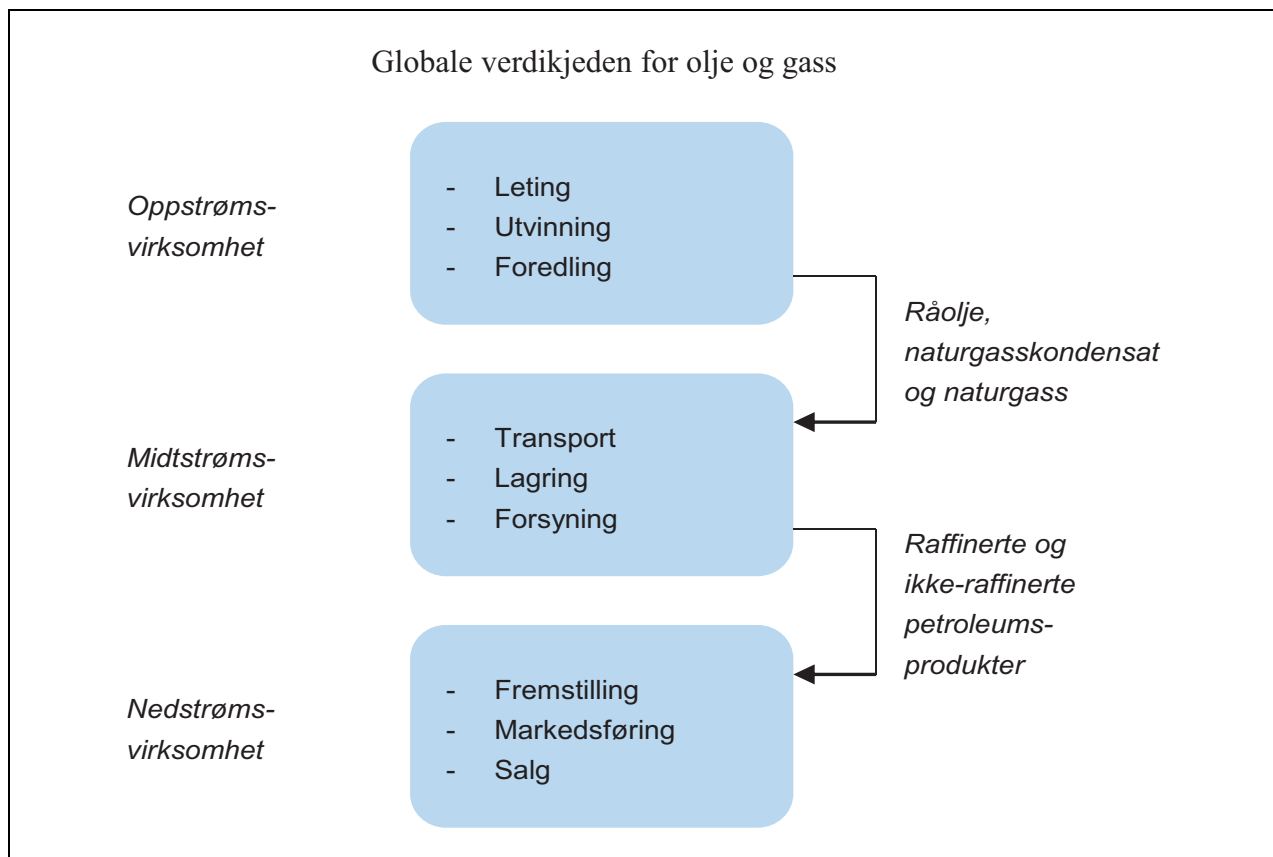 Globale verdikjeden for olje og gass
Oppstrøms-
virksomhet
- Leting
- Utvinning
- Foredling
Råolje,
naturgasskondensat
og naturgass
Midtstrøms-
virksomhet
- Transport
- Lagring
- Forsyning
Raffinerte og
ikke-raffinerte
petroleums-
produkter
Nedstrøms-
virksomhet
- Fremstilling
- Markedsføring
- Salg